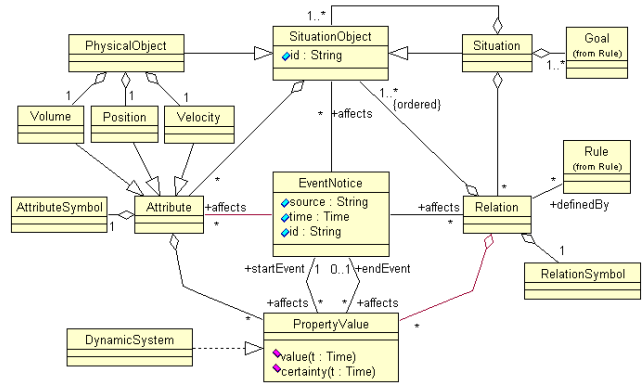 1..*
PhysicalObject
SituationObject
id : String
Situation
Goal
(from Rule)
1..*
1
1
1
1..*
{ordered}
Volume
Position
Velocity
*
+affects
Rule
(from Rule)
*
*
*
+definedBy
EventNotice
source : String
time : Time
id : String
AttributeSymbol
1
Attribute
+affects
*
+affects
*
Relation
1
RelationSymbol
+startEvent
1
0..1
+endEvent
+affects
*
*
+affects
*
*
PropertyValue
value(t : Time)
certainty(t : Time)
DynamicSystem